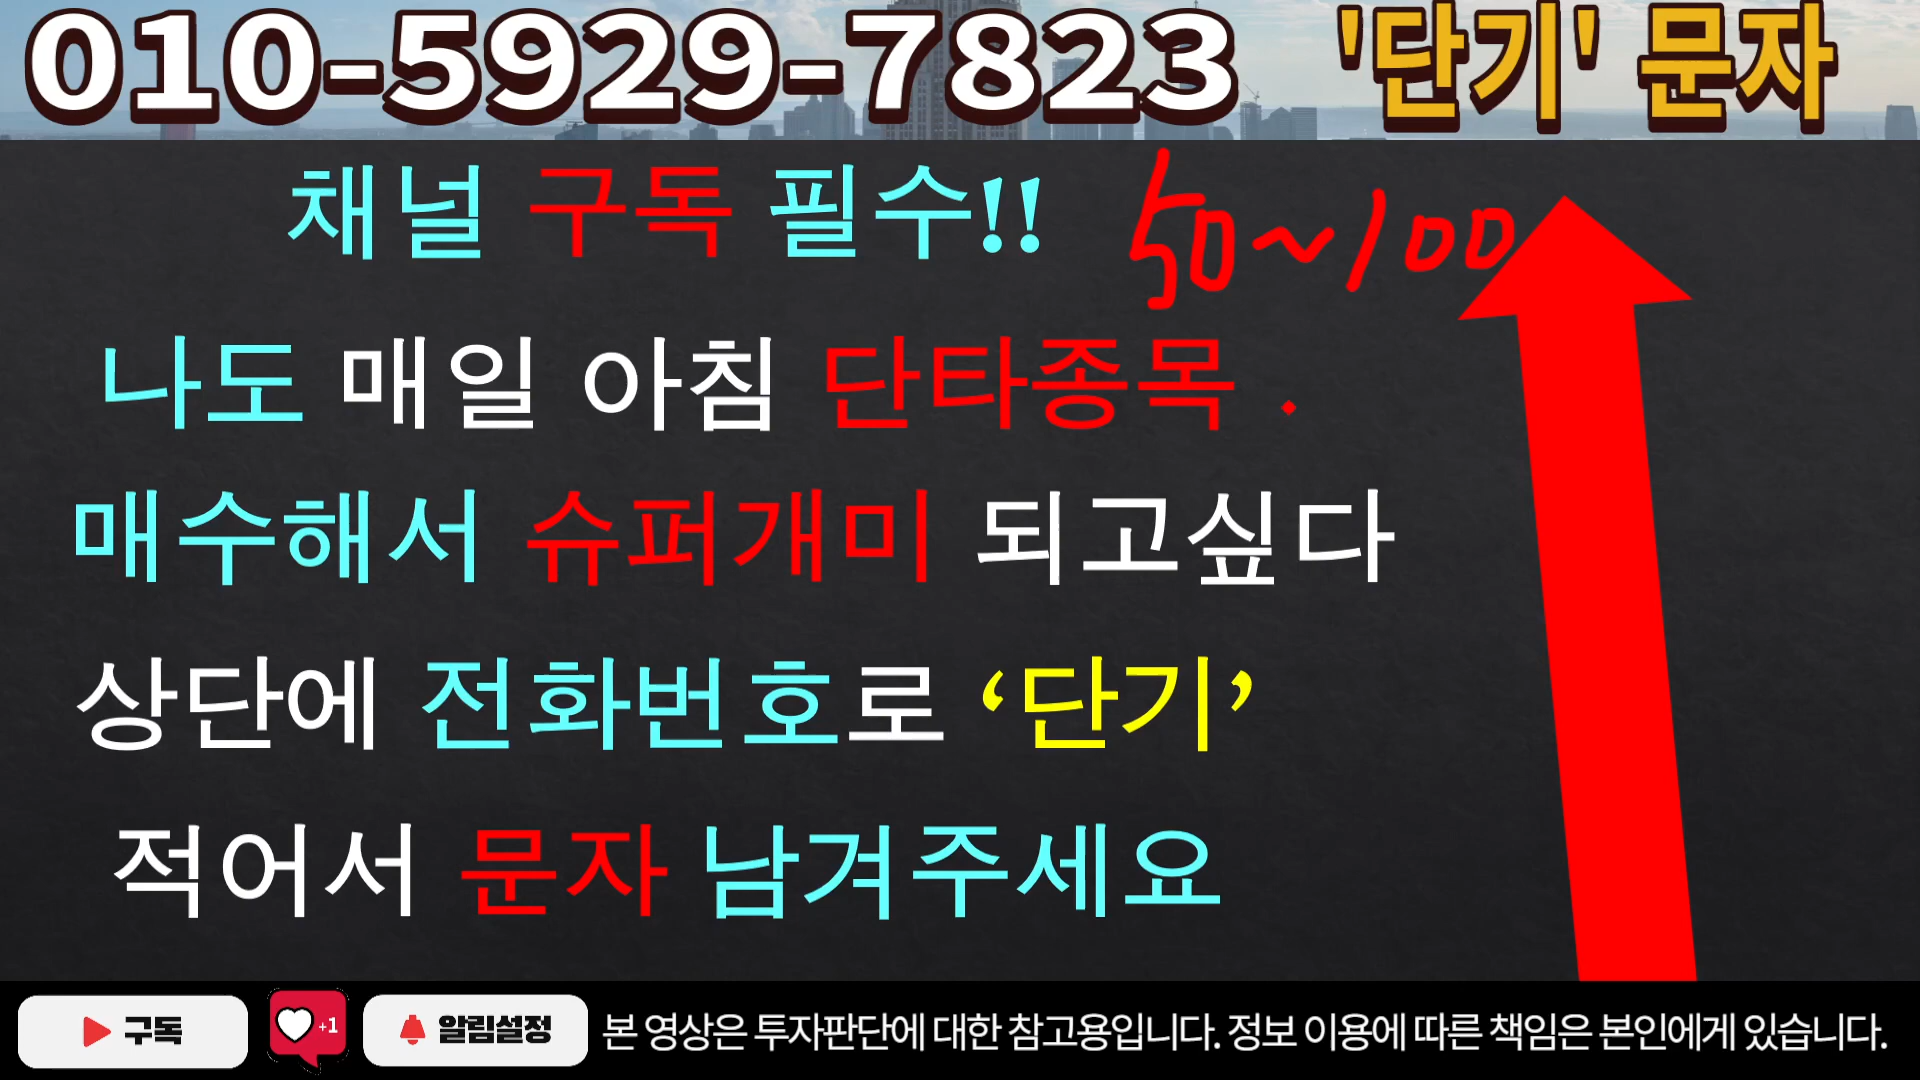 010-5929-7823 '단기' 문자
채널 구독 필수!! 50~100
나도 매일 아침 단타종목 .
매수해서 슈퍼개미 되고싶다
상단에 전화번호로 ‘단기’
적어서 문자 남겨주세요
구독 +1 알림설정 본 영상은 투자판단에 대한 참고용입니다. 정보 이용에 따른 책임은 본인에게 있습니다.